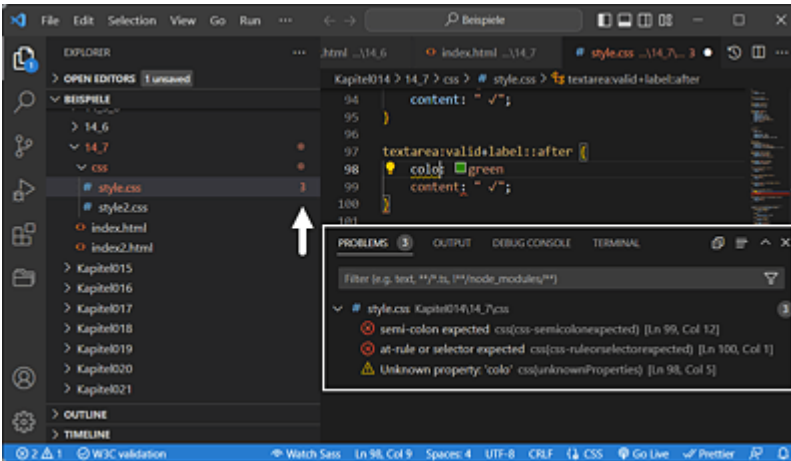 File Edit Selection View Go Run ··· Beispiele
EXPLORER ···
.html ...\14_6 index.html ...\14_7 # style.css ...\14_7\... 3
OPEN EDITORS 1 unsaved
BEISPIELE
14_6
14_7
css
# style.css 3
# style2.css
index.html
index2.html
Kapitel015
Kapitel016
Kapitel017
Kapitel018
Kapitel019
Kapitel020
Kapitel021
OUTLINE
TIMELINE
Kapitel014 > 14_7 > css > # style.css > textarea:valid+label::after
94 content: " ✓";
95 }
96
97 textarea:valid+label::after {
98 colo: green
99 content: " ✓";
100 }
101
PROBLEMS 3 OUTPUT DEBUG CONSOLE TERMINAL
Filter (e.g. text, **/*.ts, !**/node_modules/**)
# style.css Kapitel014\14_7\css 3
semi-colon expected css(css-semicolonexpected) [Ln 99, Col 12]
at-rule or selector expected css(css-ruleorselectorexpected) [Ln 100, Col 1]
Unknown property: 'colo' css(unknownProperties) [Ln 98, Col 5]
2 1 W3C validation Watch Sass Ln 98, Col 9 Spaces: 4 UTF-8 CRLF CSS Go Live Prettier